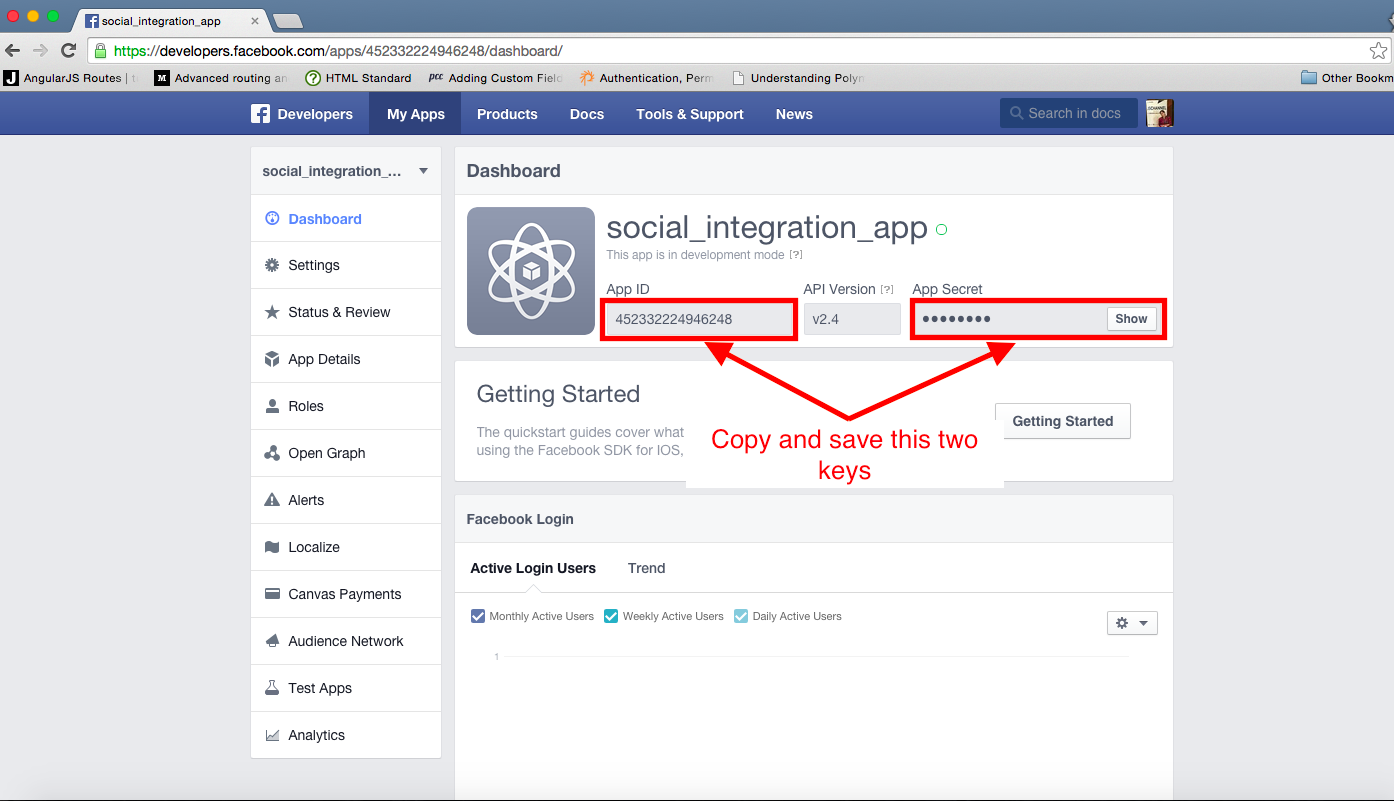 social_integration_app
https://developers.facebook.com/apps/452332224946248/dashboard/
AngularJS Routes | Advanced routing an HTML Standard pcc Adding Custom Field Authentication, Perm Understanding Polyn Other Bookm
Developers My Apps Products Docs Tools & Support News Search in docs
social_integration_...
Dashboard
Settings
Status & Review
App Details
Roles
Open Graph
Alerts
Localize
Canvas Payments
Audience Network
Test Apps
Analytics
Dashboard
social_integration_app
This app is in development mode [?]
App ID API Version [?] App Secret
452332224946248 v2.4 •••••••• Show
Getting Started
The quickstart guides cover what
using the Facebook SDK for IOS,
Getting Started
Copy and save this two
keys
Facebook Login
Active Login Users Trend
Monthly Active Users Weekly Active Users Daily Active Users
1